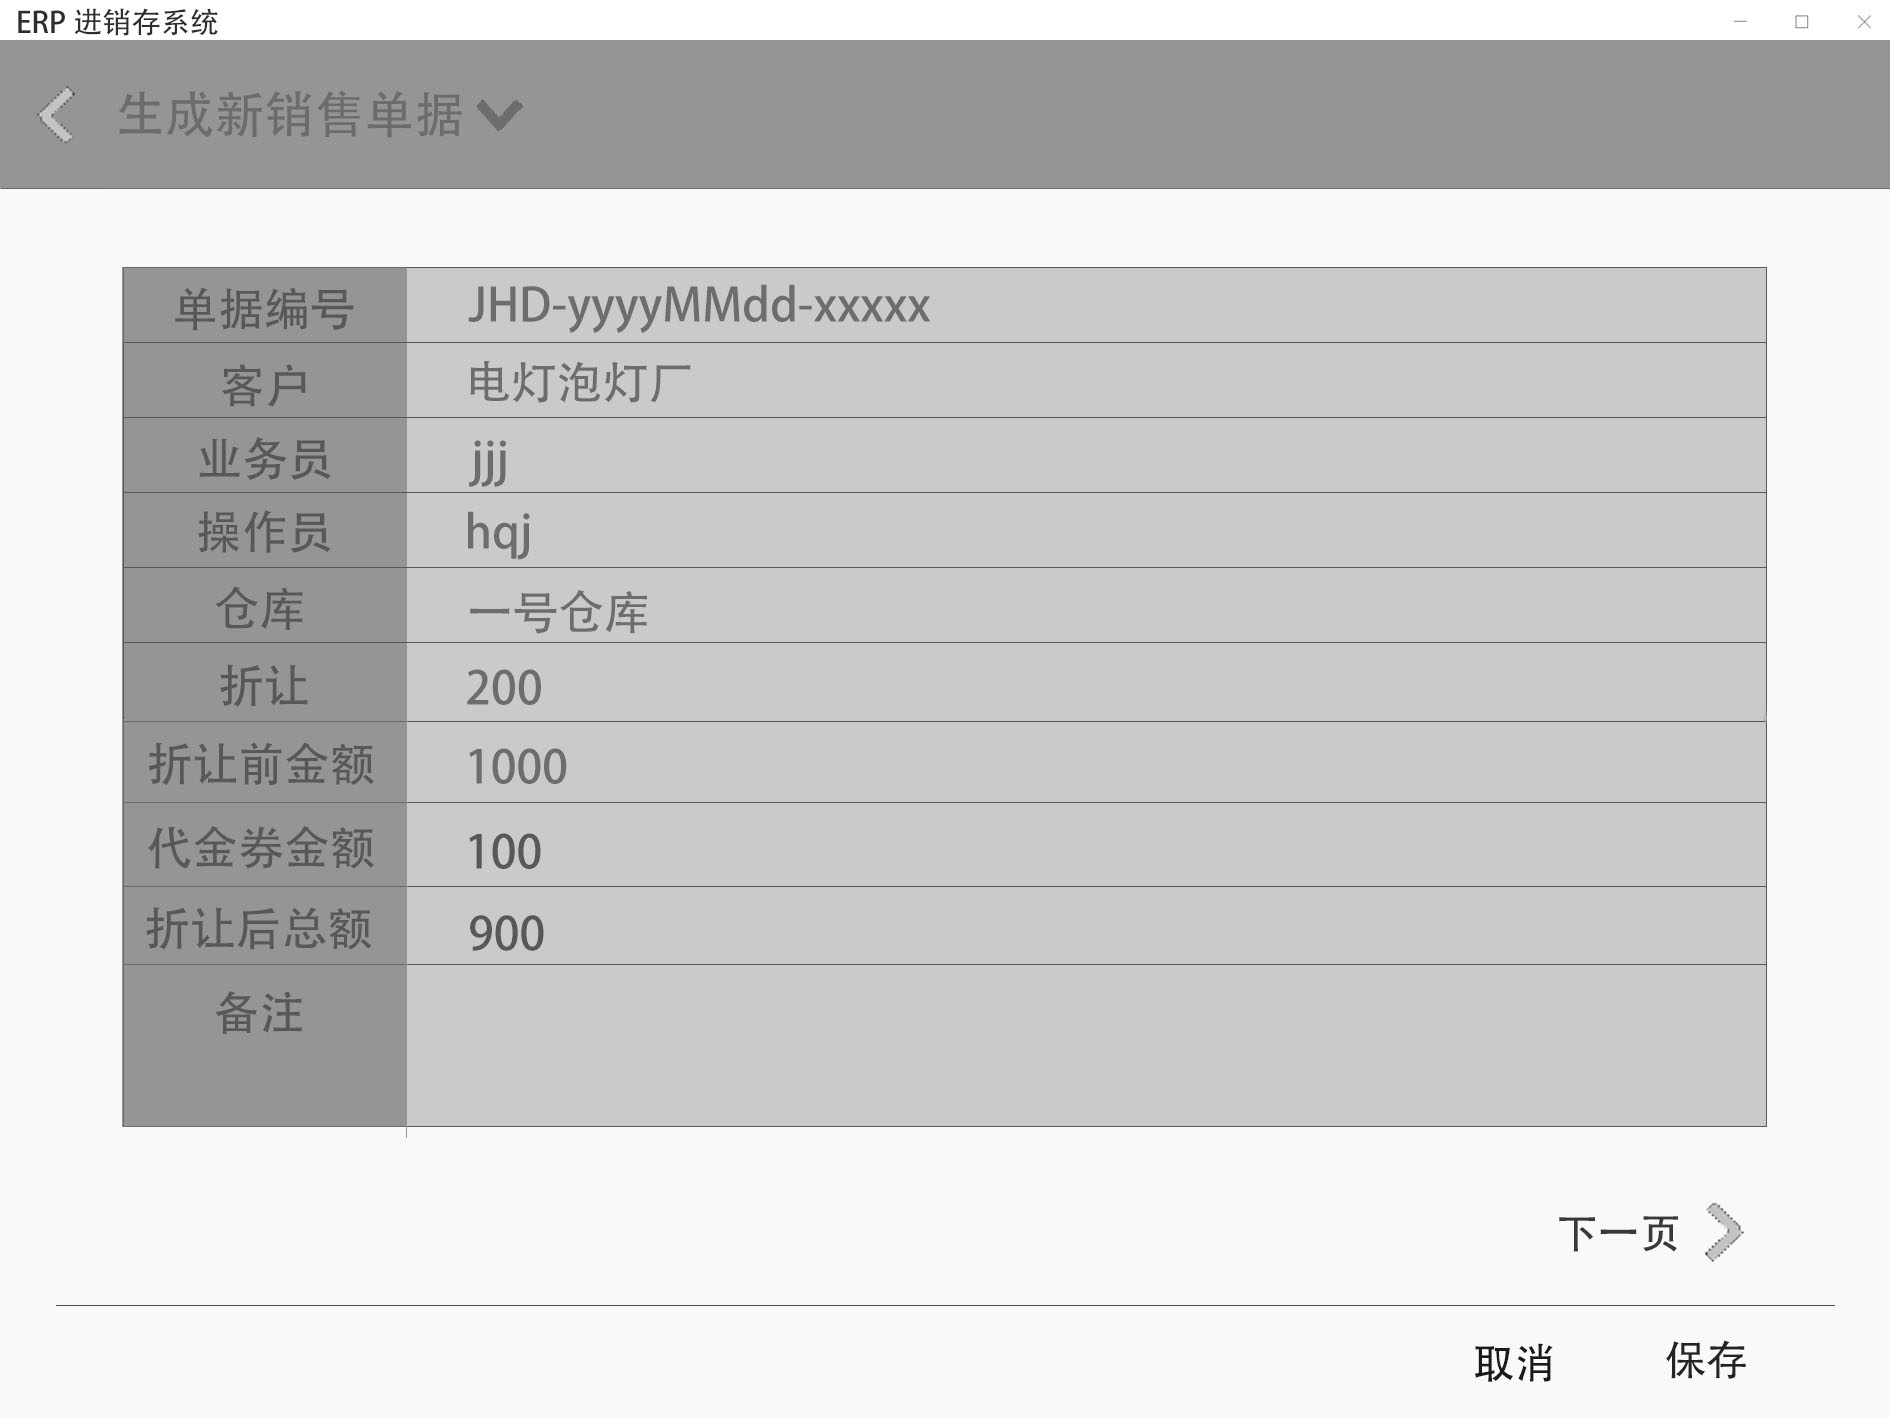 ERP 进销存系统
生成新销售单据
单据编号 JHD-yyyyMMdd-xxxxx
客户 电灯泡灯厂
业务员 jjj
操作员 hqj
仓库 一号仓库
折让 200
折让前金额 1000
代金券金额 100
折让后总额 900
备注
下一页
取消 保存